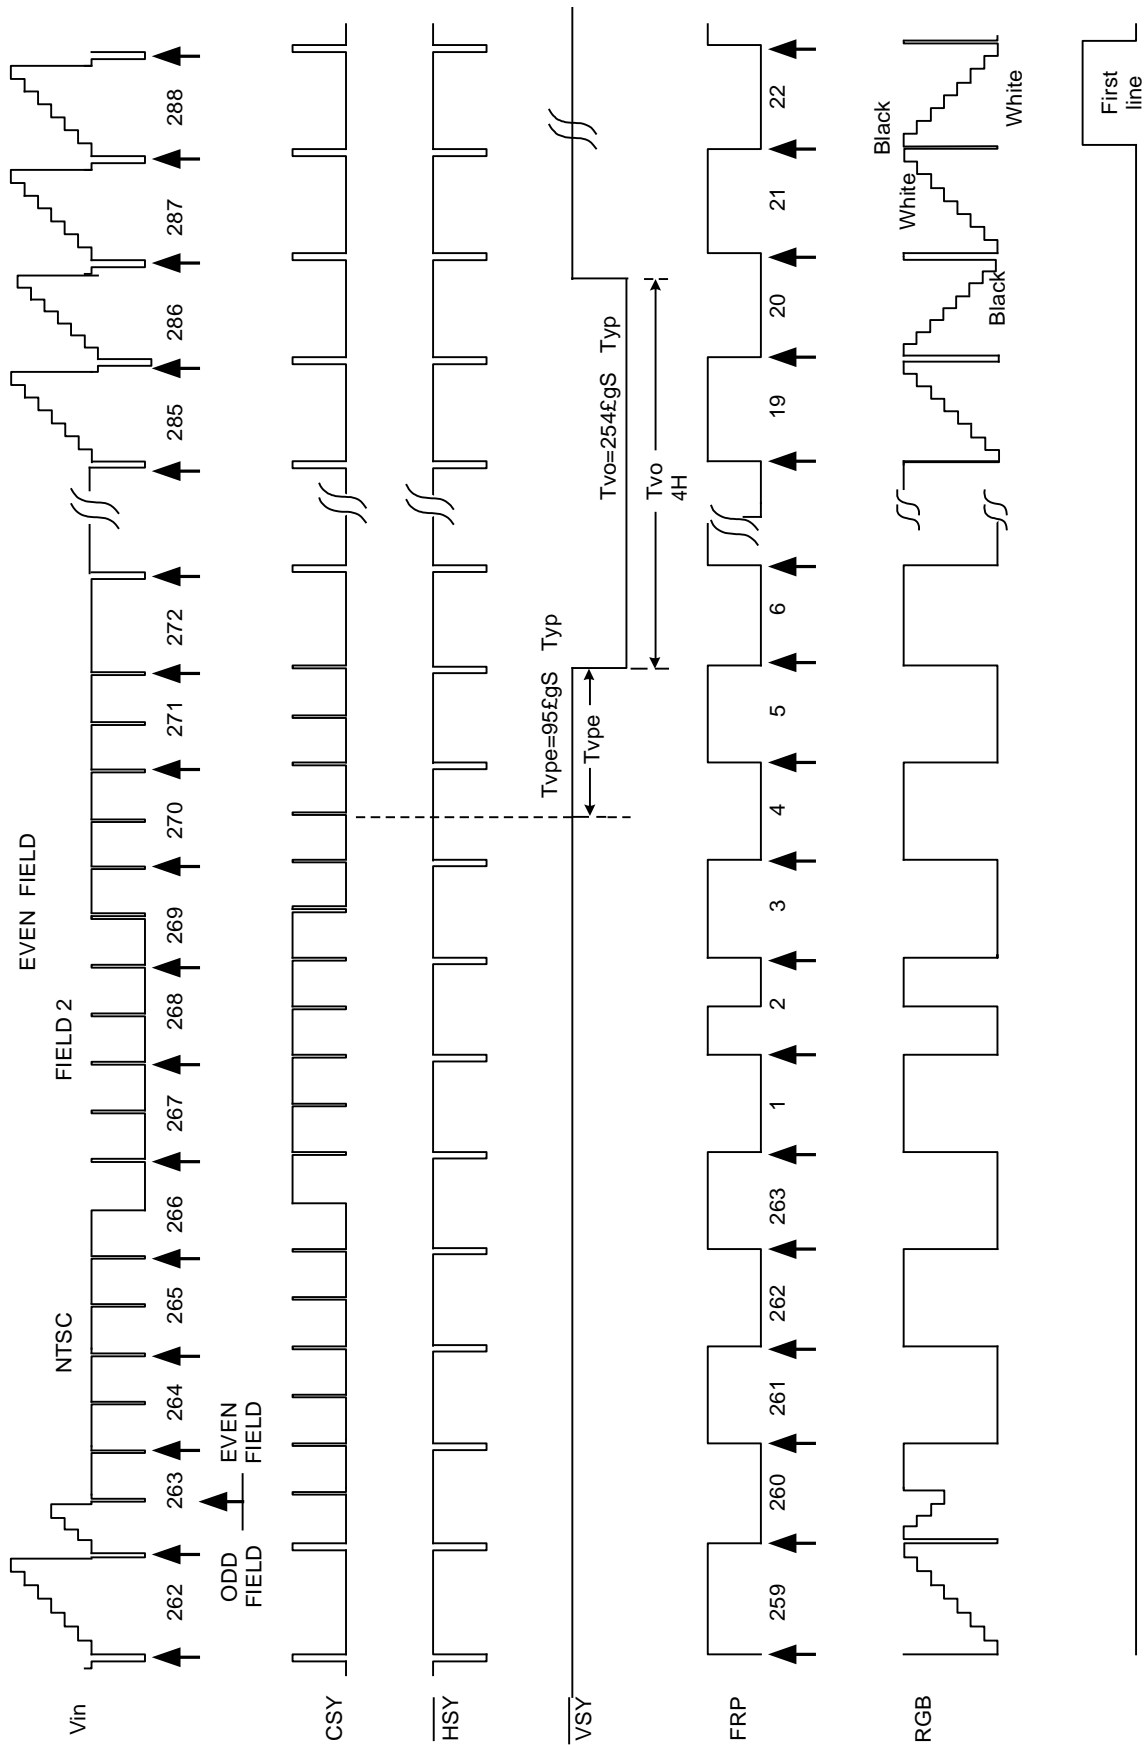 EVEN FIELD
NTSC
FIELD 2
Vin
262
263
264
265
266
267
268
269
270
271
272
285
286
287
288
ODD
FIELD
EVEN
FIELD
CSY
HSY
Tvpe=95£gS Typ
Tvpe
Tvo=254£gS Typ
Tvo
4H
VSY
FRP
259
260
261
262
263
1
2
3
4
5
6
19
20
21
22
RGB
Black
White
Black
White
First
line